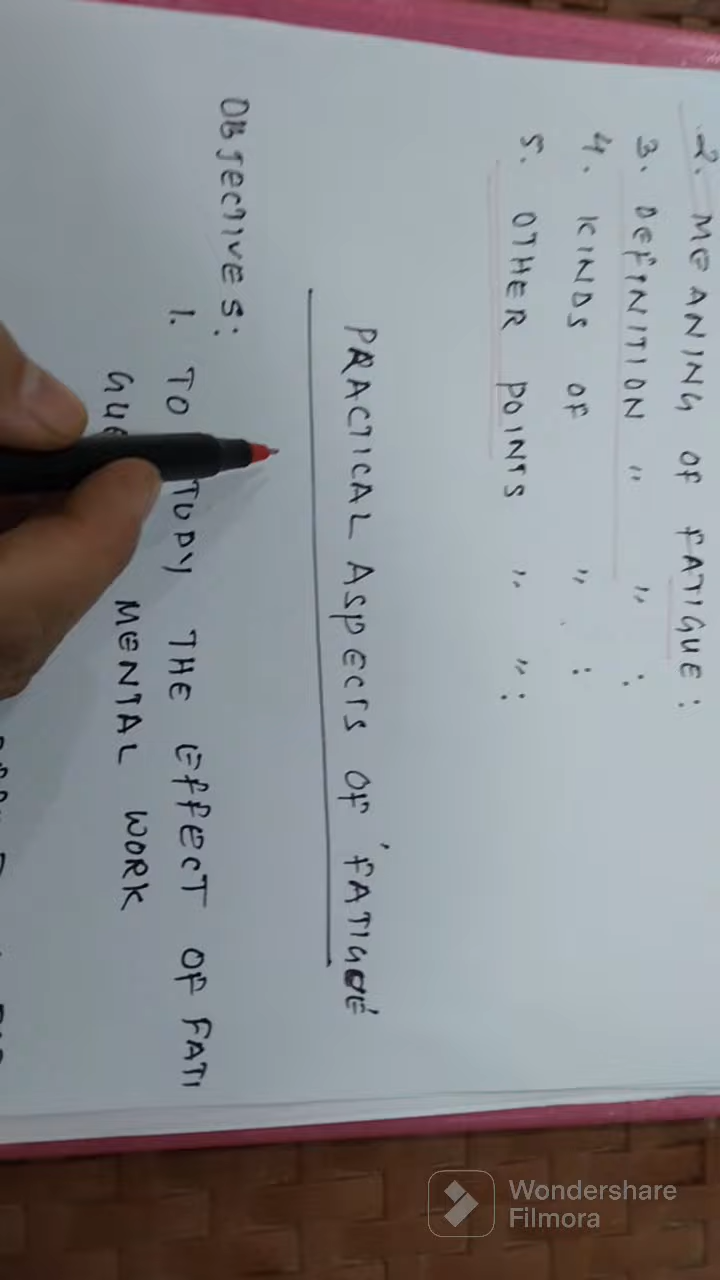 2. MEANING OF FATIGUE:
3. DEFINITION " " :
4. KINDS OF " :
5. OTHER POINTS " " :
PRACTICAL ASPECTS OF FATIGUE
OBJECTIVES:
1. TO STUDY THE EFFECT OF FATI
GUE MENTAL WORK
Wondershare
Filmora